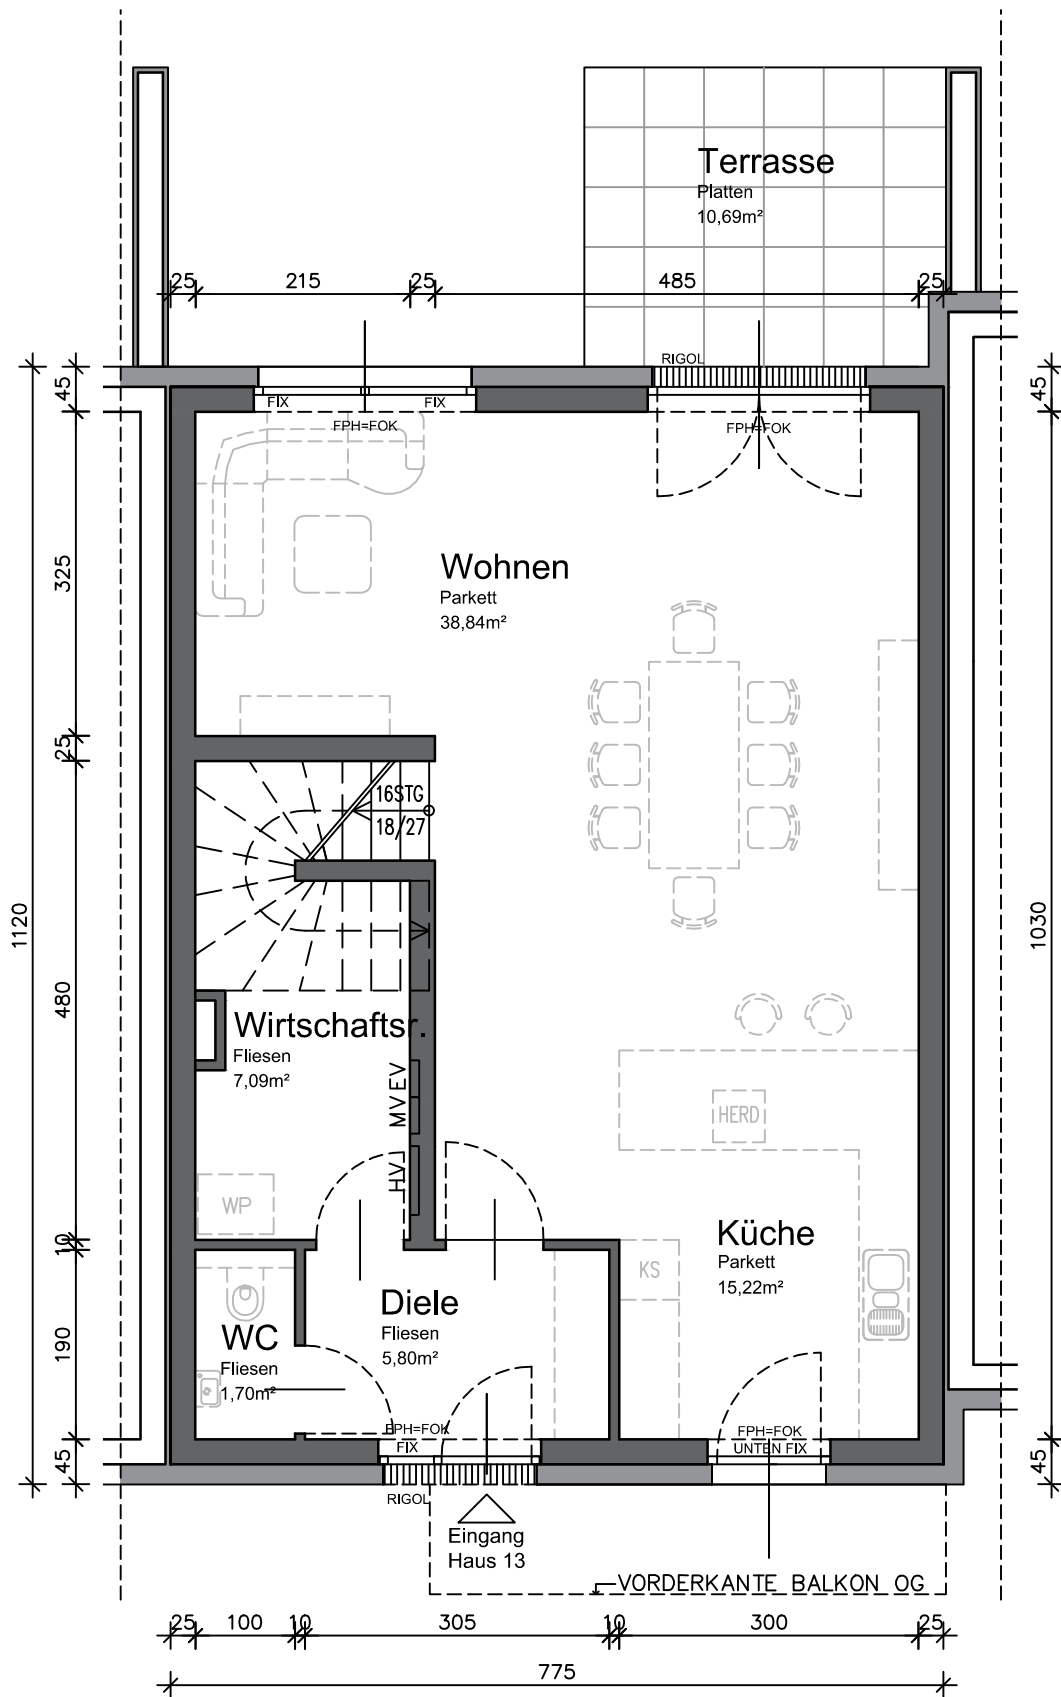 Terrasse
Platten
10,69m²
25
215
25
485
25
RIGOL
45
45
FIX
FIX
FPH=FOK
FPH=FOK
Wohnen
Parkett
38,84m²
325
25
16STG
18/27
1120
1030
480
Wirtschaftsr.
Fliesen
7,09m²
EV
MV
HERD
HV
WP
10
Küche
Parkett
15,22m²
KS
Diele
Fliesen
5,80m²
WC
Fliesen
1,70m²
190
FPH=FOK
FIX
FPH=FOK
UNTEN FIX
45
45
RIGOL
Eingang
Haus 13
VORDERKANTE BALKON OG
25
100
10
305
10
300
25
775